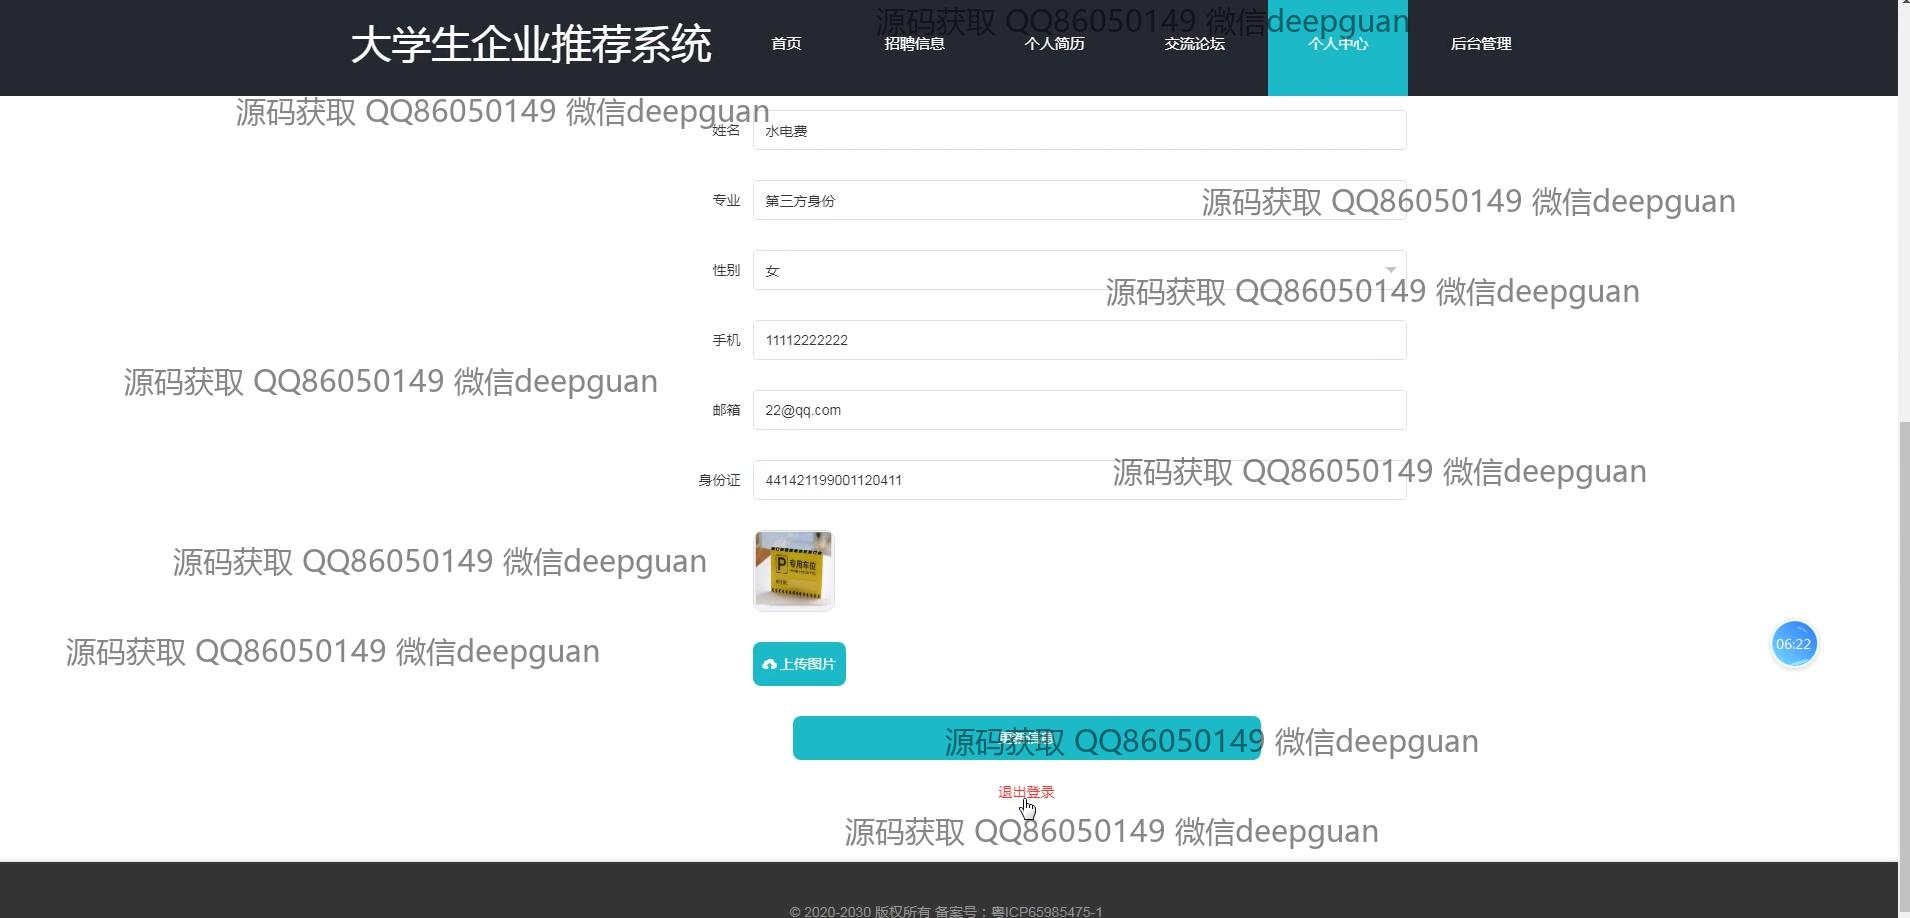 源码获取 QQ86050149 微信deepguan
大学生企业推荐系统 首页 招聘信息 个人简历 交流论坛 个人中心 后台管理
源码获取 QQ86050149 微信deepguan
姓名 水电费
专业 第三方身份
源码获取 QQ86050149 微信deepguan
性别 女
源码获取 QQ86050149 微信deepguan
手机 11112222222
源码获取 QQ86050149 微信deepguan
邮箱 22@qq.com
源码获取 QQ86050149 微信deepguan
身份证 441421199001120411
源码获取 QQ86050149 微信deepguan
P 专用车位
源码获取 QQ86050149 微信deepguan
06:22
上传图片
更新信息
源码获取 QQ86050149 微信deepguan
退出登录
源码获取 QQ86050149 微信deepguan
© 2020-2030 版权所有 备案号：粤ICP65985475-1